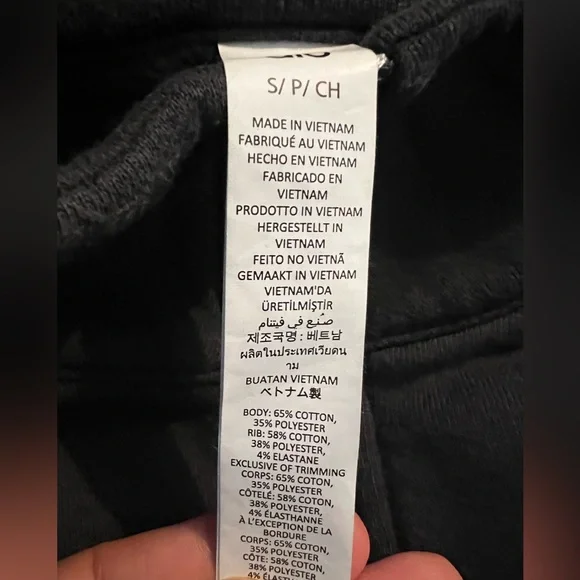 S/ P/ CH
MADE IN VIETNAM
FABRIQUÉ AU VIETNAM
HECHO EN VIETNAM
FABRICADO EN
VIETNAM
PRODOTTO IN VIETNAM
HERGESTELLT IN
VIETNAM
FEITO NO VIETNÃ
GEMAAKT IN VIETNAM
VIETNAM'DA
ÜRETİLMİŞTİR
صنع في فيتنام
제조국명 : 베트남
ผลิตในประเทศเวียดน
าม
BUATAN VIETNAM
ベトナム製
BODY: 65% COTTON,
35% POLYESTER
RIB: 58% COTTON,
38% POLYESTER,
4% ELASTANE
EXCLUSIVE OF TRIMMING
CORPS: 65% COTON,
35% POLYESTER
CÔTELÉ: 58% COTON,
38% POLYESTER,
4% ÉLASTHANNE
À L'EXCEPTION DE LA
BORDURE
CORPS: 65% COTON,
35% POLYESTER
CÔTE: 58% COTON,
38% POLYESTER